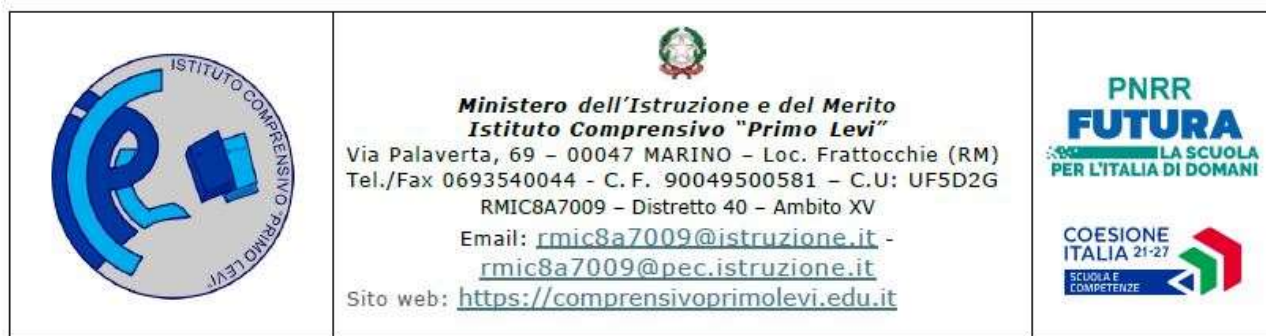 ISTITUTO COMPRENSIVO "PRIMO LEVI"
Ministero dell'Istruzione e del Merito
Istituto Comprensivo "Primo Levi"
Via Palaverta, 69 – 00047 MARINO – Loc. Frattocchie (RM)
Tel./Fax 0693540044 - C. F. 90049500581 – C.U: UF5D2G
RMIC8A7009 – Distretto 40 – Ambito XV
Email: rmic8a7009@istruzione.it -
rmic8a7009@pec.istruzione.it
Sito web: https://comprensivoprimolevi.edu.it
PNRR
FUTURA
LA SCUOLA
PER L'ITALIA DI DOMANI
COESIONE
ITALIA 21-27
SCUOLA E
COMPETENZE